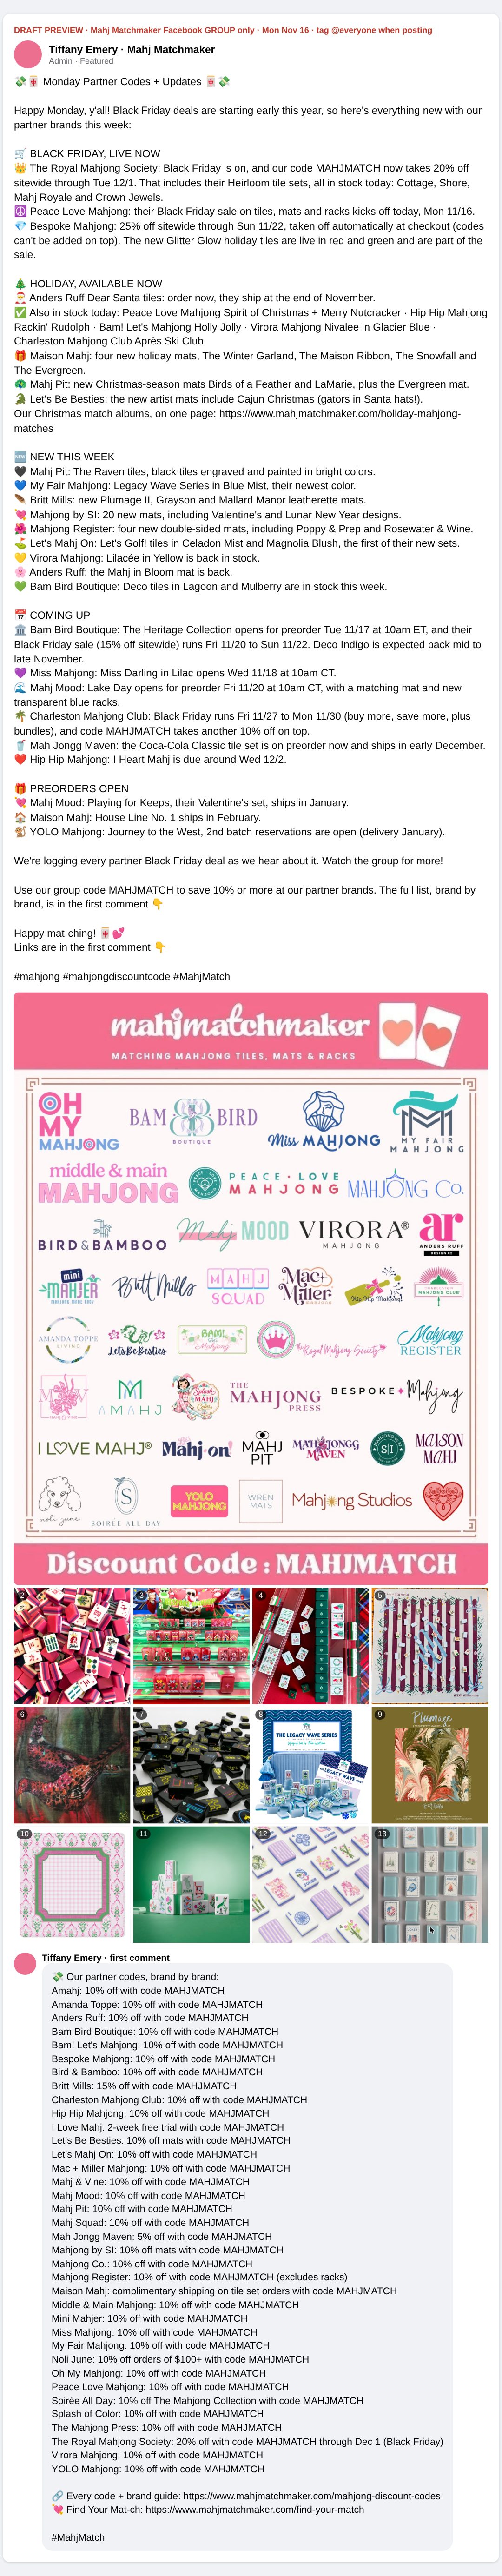 DRAFT PREVIEW · Mahj Matchmaker Facebook GROUP only · Mon Nov 16 · tag @everyone when posting
Tiffany Emery · Mahj Matchmaker
Admin · Featured
💸🀄 Monday Partner Codes + Updates 🀄💸
Happy Monday, y'all! Black Friday deals are starting early this year, so here's everything new with our
partner brands this week:
🛒 BLACK FRIDAY, LIVE NOW
👑 The Royal Mahjong Society: Black Friday is on, and our code MAHJMATCH now takes 20% off
sitewide through Tue 12/1. That includes their Heirloom tile sets, all in stock today: Cottage, Shore,
Mahj Royale and Crown Jewels.
☮️ Peace Love Mahjong: their Black Friday sale on tiles, mats and racks kicks off today, Mon 11/16.
💎 Bespoke Mahjong: 25% off sitewide through Sun 11/22, taken off automatically at checkout (codes
can't be added on top). The new Glitter Glow holiday tiles are live in red and green and are part of the
sale.
🎄 HOLIDAY, AVAILABLE NOW
🎅 Anders Ruff Dear Santa tiles: order now, they ship at the end of November.
✅ Also in stock today: Peace Love Mahjong Spirit of Christmas + Merry Nutcracker · Hip Hip Mahjong
Rackin' Rudolph · Bam! Let's Mahjong Holly Jolly · Virora Mahjong Nivalee in Glacier Blue ·
Charleston Mahjong Club Après Ski Club
🎁 Maison Mahj: four new holiday mats, The Winter Garland, The Maison Ribbon, The Snowfall and
The Evergreen.
🦚 Mahj Pit: new Christmas-season mats Birds of a Feather and LaMarie, plus the Evergreen mat.
🐊 Let's Be Besties: the new artist mats include Cajun Christmas (gators in Santa hats!).
Our Christmas match albums, on one page: https://www.mahjmatchmaker.com/holiday-mahjong-
matches
🆕 NEW THIS WEEK
🖤 Mahj Pit: The Raven tiles, black tiles engraved and painted in bright colors.
💙 My Fair Mahjong: Legacy Wave Series in Blue Mist, their newest color.
🪶 Britt Mills: new Plumage II, Grayson and Mallard Manor leatherette mats.
💘 Mahjong by SI: 20 new mats, including Valentine's and Lunar New Year designs.
🌺 Mahjong Register: four new double-sided mats, including Poppy & Prep and Rosewater & Wine.
⛳ Let's Mahj On: Let's Golf! tiles in Celadon Mist and Magnolia Blush, the first of their new sets.
💛 Virora Mahjong: Lilacée in Yellow is back in stock.
🌸 Anders Ruff: the Mahj in Bloom mat is back.
💚 Bam Bird Boutique: Deco tiles in Lagoon and Mulberry are in stock this week.
📅 COMING UP
🏛️ Bam Bird Boutique: The Heritage Collection opens for preorder Tue 11/17 at 10am ET, and their
Black Friday sale (15% off sitewide) runs Fri 11/20 to Sun 11/22. Deco Indigo is expected back mid to
late November.
💜 Miss Mahjong: Miss Darling in Lilac opens Wed 11/18 at 10am CT.
🌊 Mahj Mood: Lake Day opens for preorder Fri 11/20 at 10am CT, with a matching mat and new
transparent blue racks.
🌴 Charleston Mahjong Club: Black Friday runs Fri 11/27 to Mon 11/30 (buy more, save more, plus
bundles), and code MAHJMATCH takes another 10% off on top.
🥤 Mah Jongg Maven: the Coca-Cola Classic tile set is on preorder now and ships in early December.
❤️ Hip Hip Mahjong: I Heart Mahj is due around Wed 12/2.
🎁 PREORDERS OPEN
💘 Mahj Mood: Playing for Keeps, their Valentine's set, ships in January.
🏠 Maison Mahj: House Line No. 1 ships in February.
🐒 YOLO Mahjong: Journey to the West, 2nd batch reservations are open (delivery January).
We're logging every partner Black Friday deal as we hear about it. Watch the group for more!
Use our group code MAHJMATCH to save 10% or more at our partner brands. The full list, brand by
brand, is in the first comment 👇
Happy mat-ching! 🀄💕
Links are in the first comment 👇
#mahjong #mahjongdiscountcode #MahjMatch
mahjmatchmaker
MATCHING MAHJONG TILES, MATS & RACKS
OH MY MAHJONG
BAM BIRD BOUTIQUE
Miss MAHJONG
MY FAIR MAHJONG
middle & main MAHJONG
PEACE · LOVE MAHJONG
MAHJONG Co.
BIRD & BAMBOO
Mahj MOOD
VIRORA® MAHJONG
ar ANDERS RUFF
mini MAHJER
Britt Mills
MAHJ SQUAD
Mac + Miller
Hip Hip Mahjong!
MAHJONG CLUB
AMANDA TOPPE LIVING
Let's Be Besties
BAM! Mahjong
The Royal Mahjong Society
Mahjong REGISTER
AMAHJ
Splash MAHJ Color
THE MAHJONG PRESS
BESPOKE Mahjong
I LOVE MAHJ®
Mahj on!
MAHJ PIT
MAHJONGG MAVEN
S|I
MAISON MAHJ
noli june
S SOIRÉE ALL DAY
YOLO MAHJONG
WREN MATS
Mahjong Studios
Discount Code : MAHJMATCH
2
3
4
5
6
7
8
THE LEGACY WAVE SERIES
9
Plumage
10
11
12
13
Tiffany Emery · first comment
💸 Our partner codes, brand by brand:
Amahj: 10% off with code MAHJMATCH
Amanda Toppe: 10% off with code MAHJMATCH
Anders Ruff: 10% off with code MAHJMATCH
Bam Bird Boutique: 10% off with code MAHJMATCH
Bam! Let's Mahjong: 10% off with code MAHJMATCH
Bespoke Mahjong: 10% off with code MAHJMATCH
Bird & Bamboo: 10% off with code MAHJMATCH
Britt Mills: 15% off with code MAHJMATCH
Charleston Mahjong Club: 10% off with code MAHJMATCH
Hip Hip Mahjong: 10% off with code MAHJMATCH
I Love Mahj: 2-week free trial with code MAHJMATCH
Let's Be Besties: 10% off mats with code MAHJMATCH
Let's Mahj On: 10% off with code MAHJMATCH
Mac + Miller Mahjong: 10% off with code MAHJMATCH
Mahj & Vine: 10% off with code MAHJMATCH
Mahj Mood: 10% off with code MAHJMATCH
Mahj Pit: 10% off with code MAHJMATCH
Mahj Squad: 10% off with code MAHJMATCH
Mah Jongg Maven: 5% off with code MAHJMATCH
Mahjong by SI: 10% off mats with code MAHJMATCH
Mahjong Co.: 10% off with code MAHJMATCH
Mahjong Register: 10% off with code MAHJMATCH (excludes racks)
Maison Mahj: complimentary shipping on tile set orders with code MAHJMATCH
Middle & Main Mahjong: 10% off with code MAHJMATCH
Mini Mahjer: 10% off with code MAHJMATCH
Miss Mahjong: 10% off with code MAHJMATCH
My Fair Mahjong: 10% off with code MAHJMATCH
Noli June: 10% off orders of $100+ with code MAHJMATCH
Oh My Mahjong: 10% off with code MAHJMATCH
Peace Love Mahjong: 10% off with code MAHJMATCH
Soirée All Day: 10% off The Mahjong Collection with code MAHJMATCH
Splash of Color: 10% off with code MAHJMATCH
The Mahjong Press: 10% off with code MAHJMATCH
The Royal Mahjong Society: 20% off with code MAHJMATCH through Dec 1 (Black Friday)
Virora Mahjong: 10% off with code MAHJMATCH
YOLO Mahjong: 10% off with code MAHJMATCH
🔗 Every code + brand guide: https://www.mahjmatchmaker.com/mahjong-discount-codes
💘 Find Your Mat-ch: https://www.mahjmatchmaker.com/find-your-match
#MahjMatch